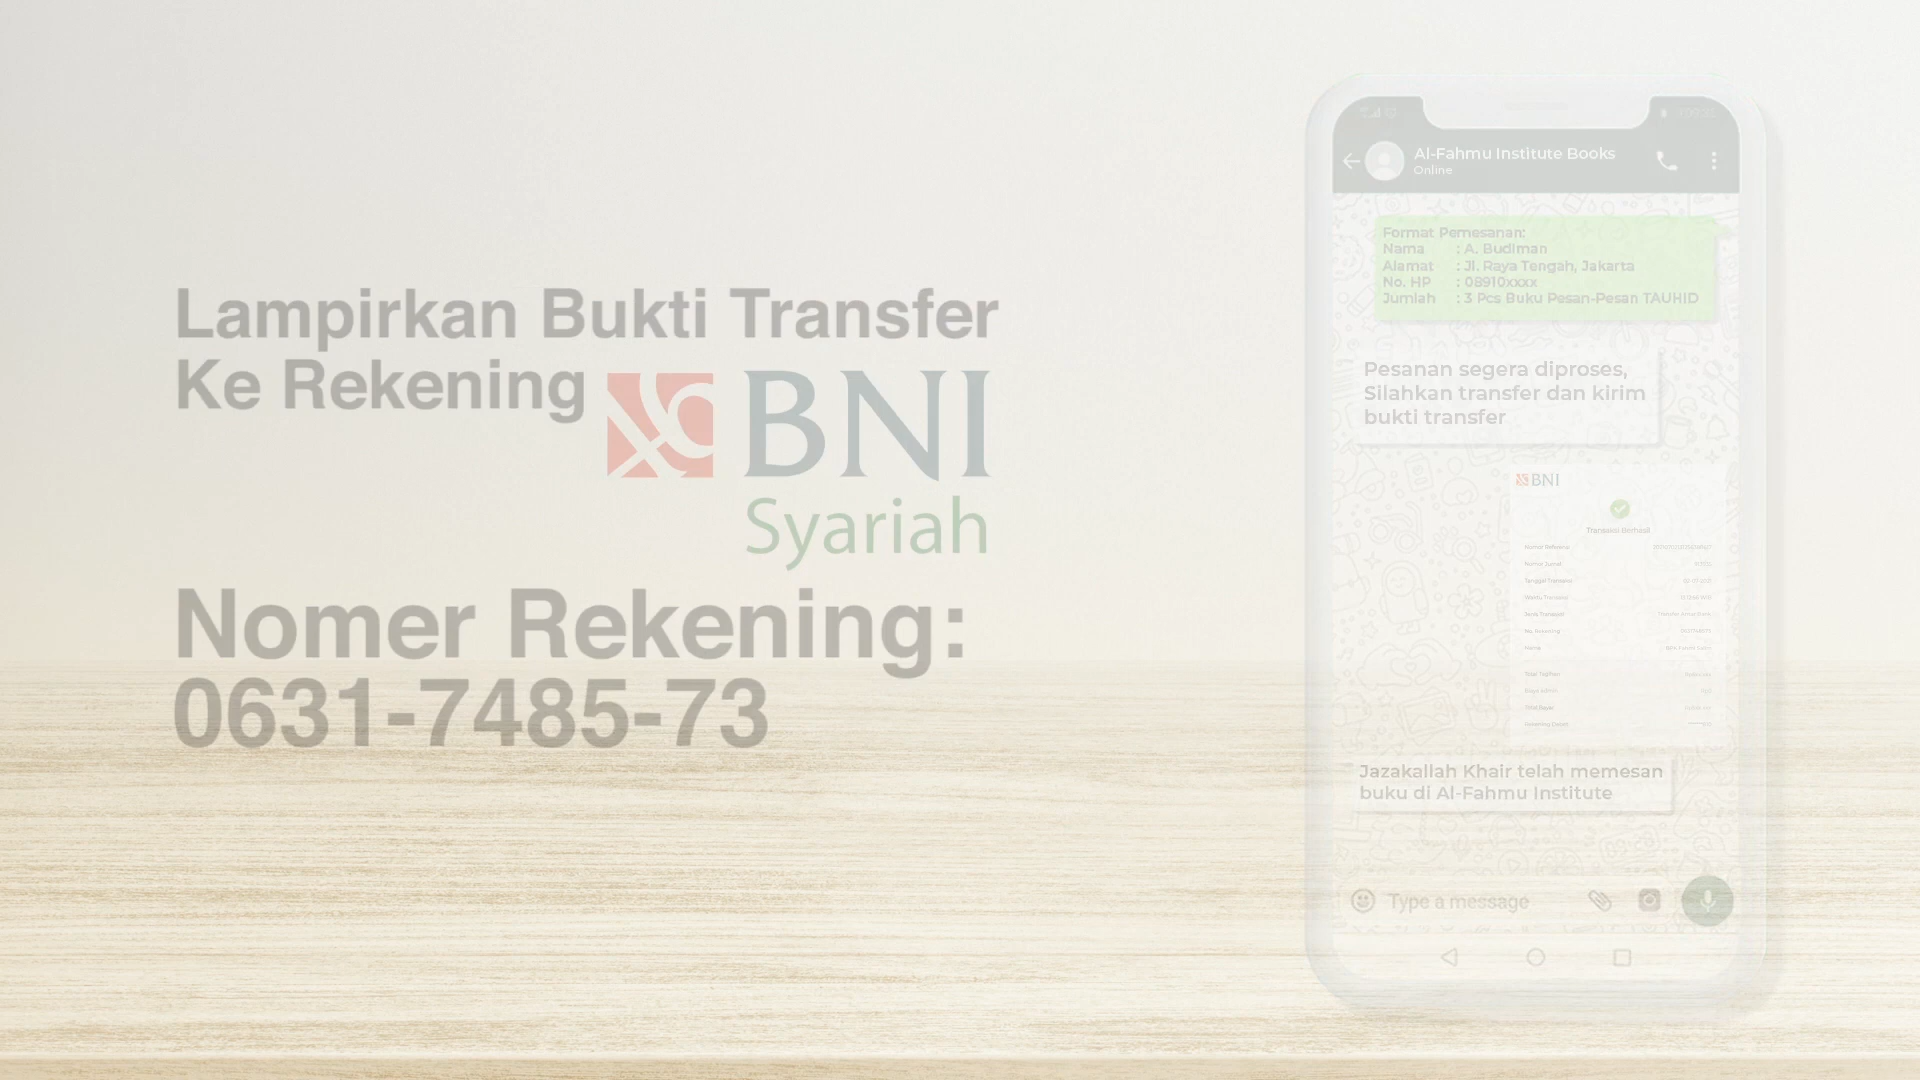 Lampirkan Bukti Transfer
Ke Rekening
BNI
Syariah
Nomer Rekening:
0631-7485-73
Al-Fahmu Institute Books
Online
Format Pemesanan:
Nama : A. Budiman
Alamat : Jl. Raya Tengah, Jakarta
No. HP : 08910xxxx
Jumlah : 3 Pcs Buku Pesan-Pesan TAUHID
Pesanan segera diproses,
Silahkan transfer dan kirim
bukti transfer
BNI
Transaksi Berhasil
Jazakallah Khair telah memesan
buku di Al-Fahmu Institute
Type a message